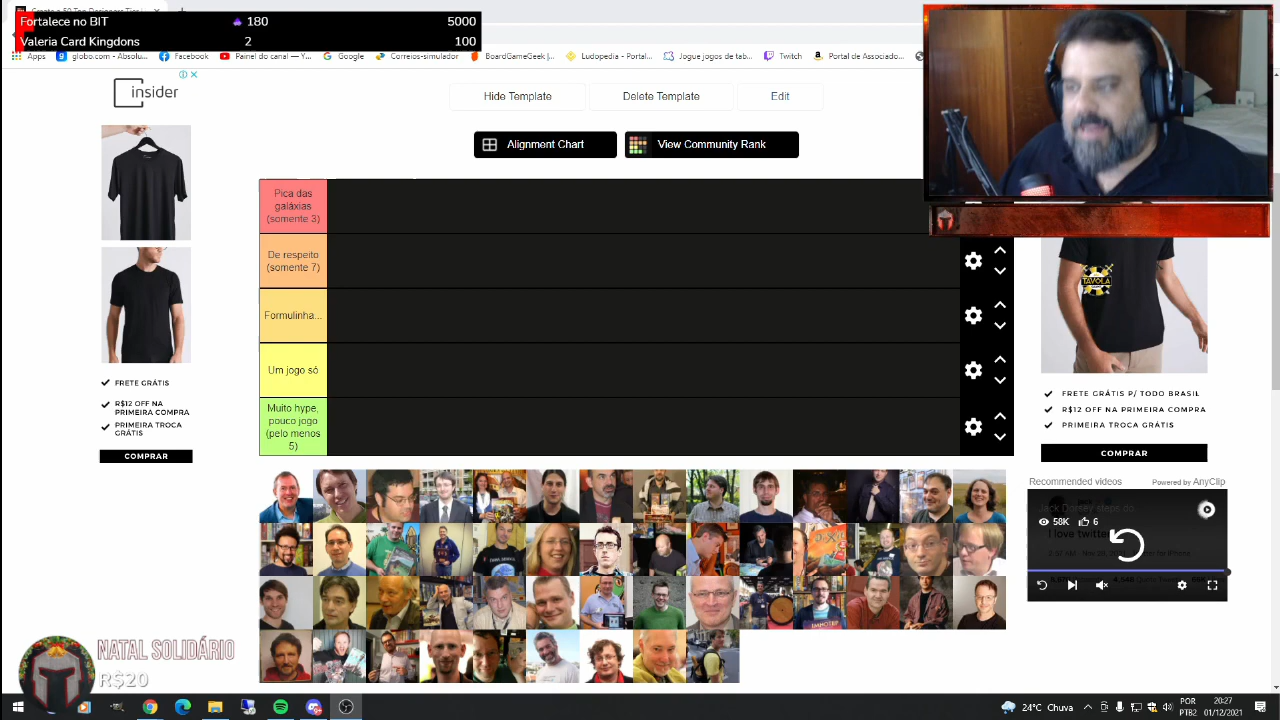 Fortalece no BIT 180 5000
Valeria Card Kingdons 2 100
Apps globo.com - Absolu... Facebook Painel do canal — Y... Google Correios-simulador BoardGameGeek |... Ludopedia - Portal... Jogue jogos de tab... Twitch Portal de Associado...
insider
Hide Template Delete Template Edit
Alignment Chart View Community Rank
Pica das
galáxias
(somente 3)
De respeito
(somente 7)
Formulinha...
Um jogo só
Muito hype,
pouco jogo
(pelo menos
5)
FRETE GRÁTIS
R$12 OFF NA
PRIMEIRA COMPRA
PRIMEIRA TROCA
GRÁTIS
COMPRAR
TAVOLA
FRETE GRÁTIS P/ TODO BRASIL
R$12 OFF NA PRIMEIRA COMPRA
PRIMEIRA TROCA GRÁTIS
COMPRAR
Recommended videos Powered by AnyClip
Jack Dorsey steps do...
58K 6
I love twitte
NATAL SOLIDÁRIO
R$20
24°C Chuva
POR
PTB2
20:27
01/12/2021